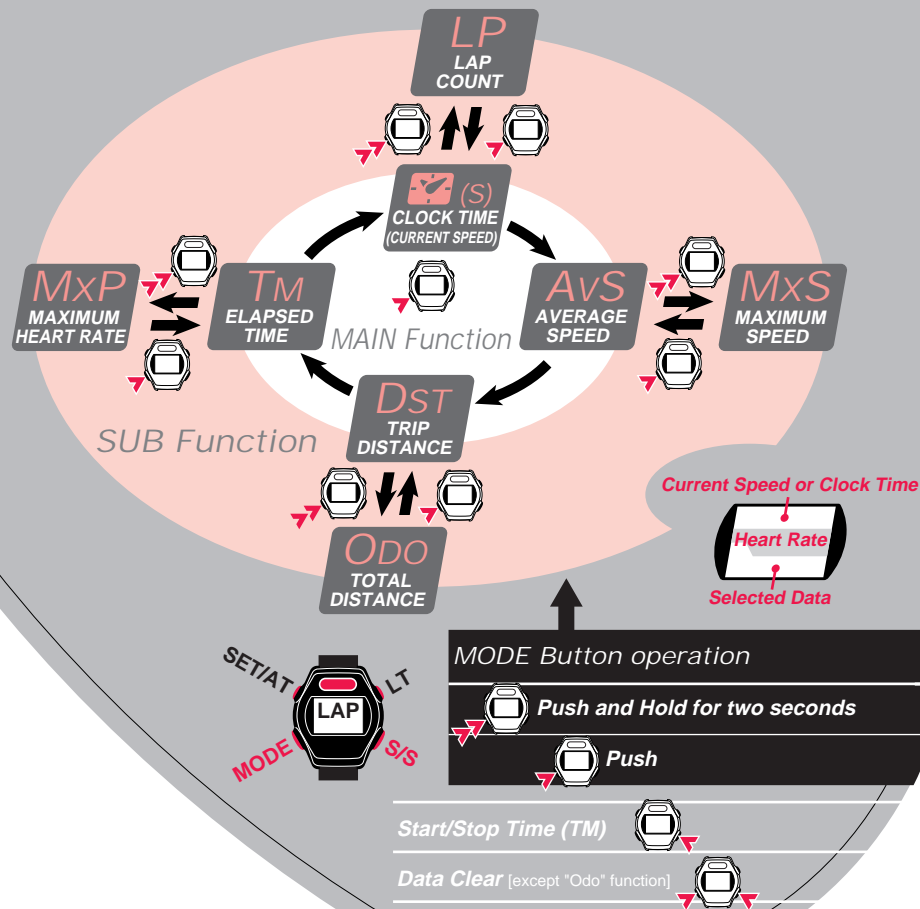 LP
LAP
COUNT
(S)
CLOCK TIME
(CURRENT SPEED)
MxP
MAXIMUM
HEART RATE
TM
ELAPSED
TIME
MAIN Function
AvS
AVERAGE
SPEED
MxS
MAXIMUM
SPEED
DST
TRIP
DISTANCE
SUB Function
ODO
TOTAL
DISTANCE
Current Speed or Clock Time
Heart Rate
Selected Data
SET/AT
LT
LAP
MODE
S/S
MODE Button operation
Push and Hold for two seconds
Push
Start/Stop Time (TM)
Data Clear [except "Odo" function]